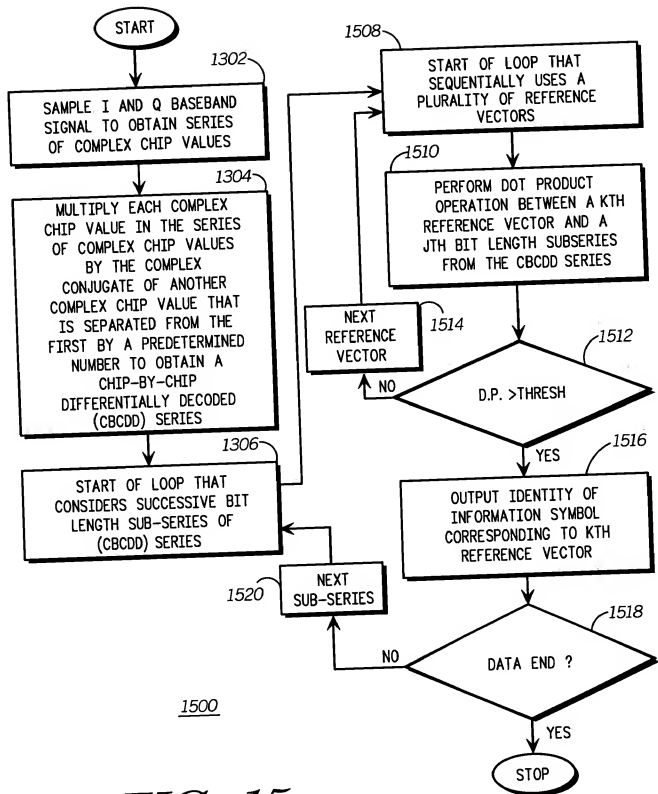 START
1302
SAMPLE I AND Q BASEBAND
SIGNAL TO OBTAIN SERIES
OF COMPLEX CHIP VALUES
1304
MULTIPLY EACH COMPLEX
CHIP VALUE IN THE SERIES
OF COMPLEX CHIP VALUES
BY THE COMPLEX
CONJUGATE OF ANOTHER
COMPLEX CHIP VALUE THAT
IS SEPARATED FROM THE
FIRST BY A PREDETERMINED
NUMBER TO OBTAIN A
CHIP-BY-CHIP
DIFFERENTIALLY DECODED
(CBCDD) SERIES
1306
START OF LOOP THAT
CONSIDERS SUCCESSIVE BIT
LENGTH SUB-SERIES OF
(CBCDD) SERIES
1508
START OF LOOP THAT
SEQUENTIALLY USES A
PLURALITY OF REFERENCE
VECTORS
1510
PERFORM DOT PRODUCT
OPERATION BETWEEN A KTH
REFERENCE VECTOR AND A
JTH BIT LENGTH SUBSERIES
FROM THE CBCDD SERIES
NEXT
REFERENCE
VECTOR
1514
1512
D.P. >THRESH
NO
YES
1516
OUTPUT IDENTITY OF
INFORMATION SYMBOL
CORRESPONDING TO KTH
REFERENCE VECTOR
1520
NEXT
SUB-SERIES
1518
DATA END ?
NO
YES
STOP
1500
FIG. 15